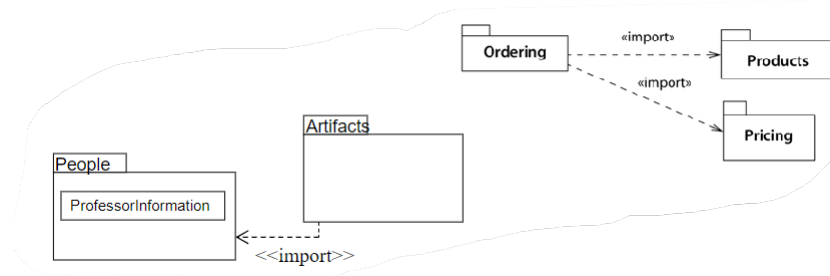 «import»
Ordering
Products
«import»
Artifacts
Pricing
People
ProfessorInformation
<<import>>